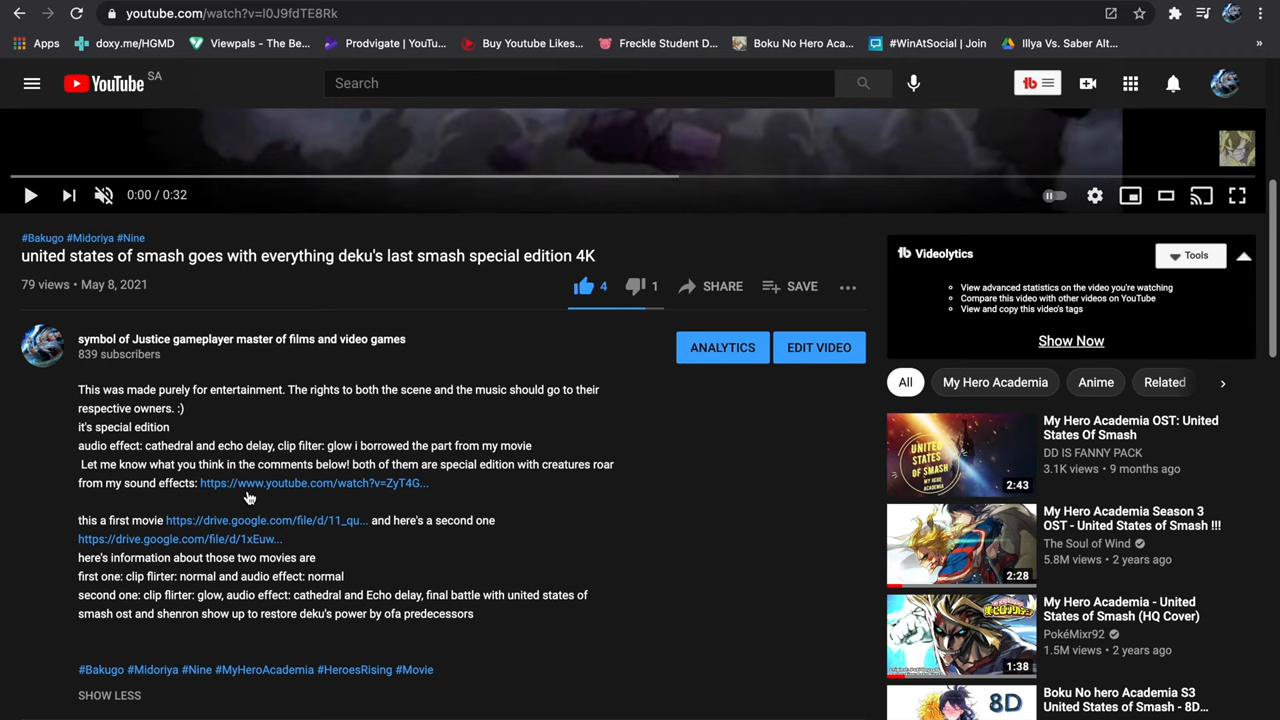 youtube.com/watch?v=I0J9fdTE8Rk
Apps
doxy.me/HGMD
Viewpals - The Be...
Prodvigate | YouTu...
Buy Youtube Likes...
Freckle Student D...
Boku No Hero Aca...
#WinAtSocial | Join
Illya Vs. Saber Alt...
»
YouTube SA
Search
tb
0:00 / 0:32
#Bakugo #Midoriya #Nine
united states of smash goes with everything deku's last smash special edition 4K
79 views • May 8, 2021
4
1
SHARE
SAVE
symbol of Justice gameplayer master of films and video games
839 subscribers
ANALYTICS
EDIT VIDEO
This was made purely for entertainment. The rights to both the scene and the music should go to their
respective owners. :)
it's special edition
audio effect: cathedral and echo delay, clip filter: glow i borrowed the part from my movie
Let me know what you think in the comments below! both of them are special edition with creatures roar
from my sound effects: https://www.youtube.com/watch?v=ZyT4G...
this a first movie https://drive.google.com/file/d/11_qu... and here's a second one
https://drive.google.com/file/d/1xEuw...
here's information about those two movies are
first one: clip flirter: normal and audio effect: normal
second one: clip flirter: glow, audio effect: cathedral and Echo delay, final battle with united states of
smash ost and shenron show up to restore deku's power by ofa predecessors
#Bakugo #Midoriya #Nine #MyHeroAcademia #HeroesRising #Movie
SHOW LESS
tb Videolytics
Tools
View advanced statistics on the video you're watching
Compare this video with other videos on YouTube
View and copy this video's tags
Show Now
All
My Hero Academia
Anime
Related
UNITED
STATES
OF SMASH
MY HERO
ACADEMIA
2:43
My Hero Academia OST: United
States Of Smash
DD IS FANNY PACK
3.1K views • 9 months ago
2:28
My Hero Academia Season 3
OST - United States of Smash !!!
The Soul of Wind
5.8M views • 2 years ago
1:38
My Hero Academia - United
States of Smash (HQ Cover)
PokéMixr92
1.5M views • 2 years ago
8D
Boku No hero Academia S3
United States of Smash - 8D...